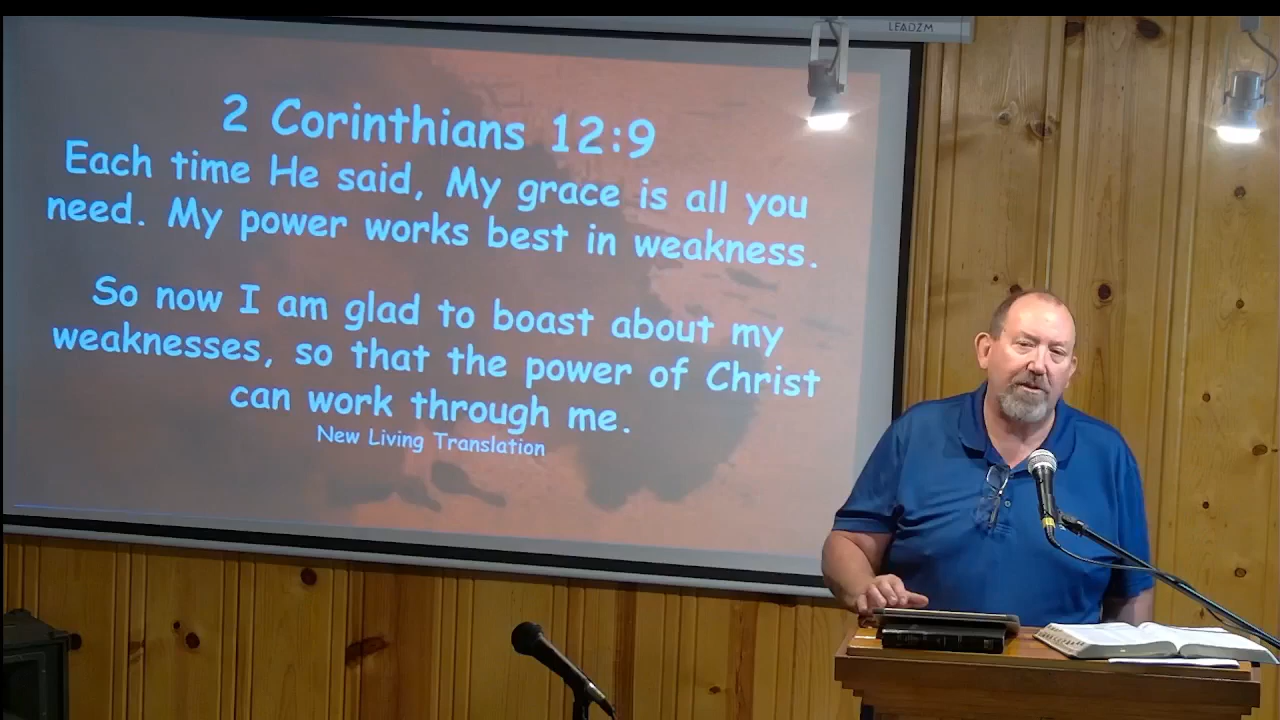 LEADZM
2 Corinthians 12:9
Each time He said, My grace is all you
need. My power works best in weakness.
So now I am glad to boast about my
weaknesses, so that the power of Christ
can work through me.
New Living Translation